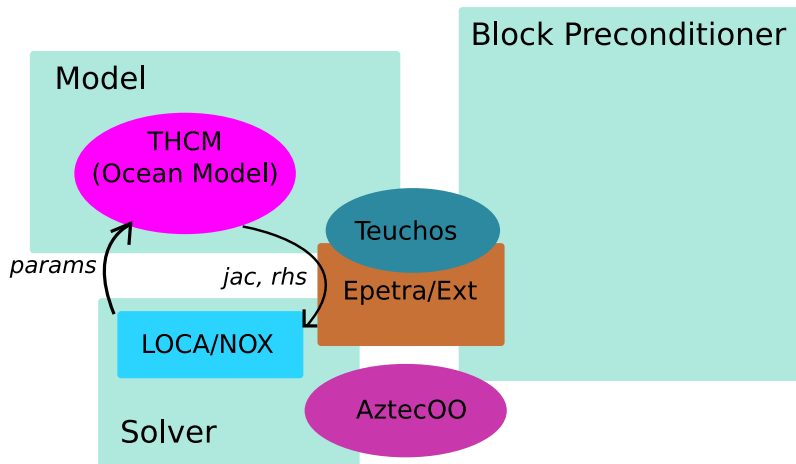 Block Preconditioner
Model
THCM
(Ocean Model)
Teuchos
params
jac, rhs
Epetra/Ext
LOCA/NOX
AztecOO
Solver